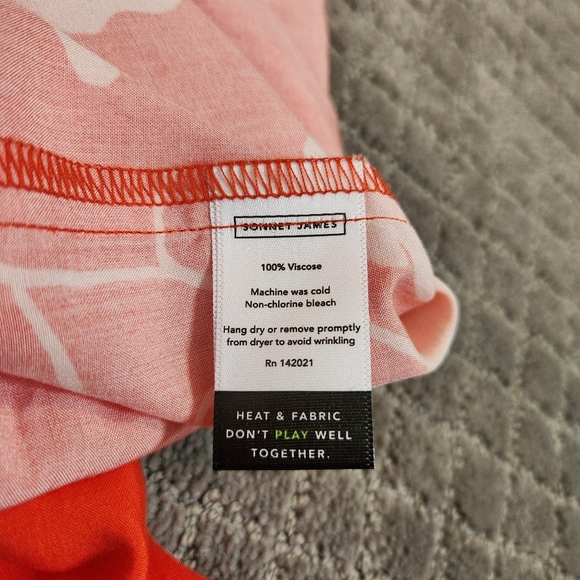 SONNET JAMES
100% Viscose
Machine was cold
Non-chlorine bleach
Hang dry or remove promptly
from dryer to avoid wrinkling
Rn 142021
HEAT & FABRIC
DON'T PLAY WELL
TOGETHER.